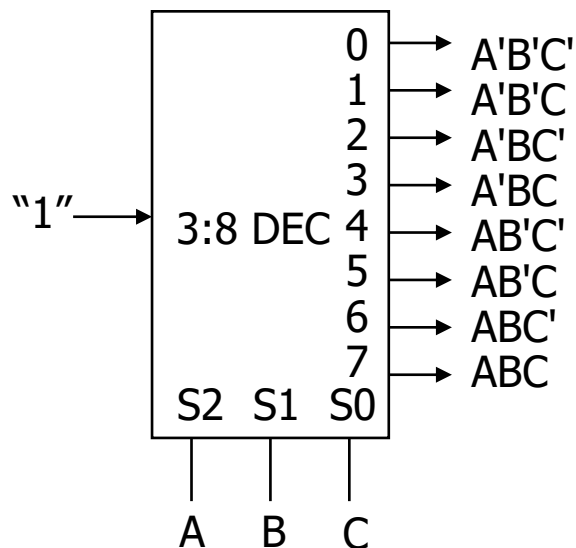 0 A'B'C'
1 A'B'C
2 A'BC'
3 A'BC
“1” 3:8 DEC 4 AB'C'
5 AB'C
6 ABC'
7 ABC
S2 S1 S0
A B C